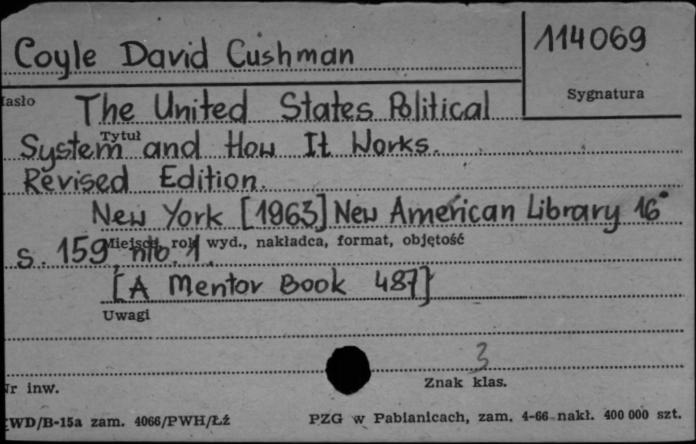 Coyle David Cushman
114069
Hasło
Sygnatura
The United States Political
Tytuł
System and How It Works.
Revised Edition.
New York [1963] New American Library 16°
Miejsce, rok wyd., nakładca, format, objętość
s. 159, nlb. 1.
[A Mentor Book 487]
Uwagi
3
Nr inw.
Znak klas.
WD/B-15a zam. 4066/PWH/Łź
PZG w Pabianicach, zam. 4-66 nakł. 400 000 szt.